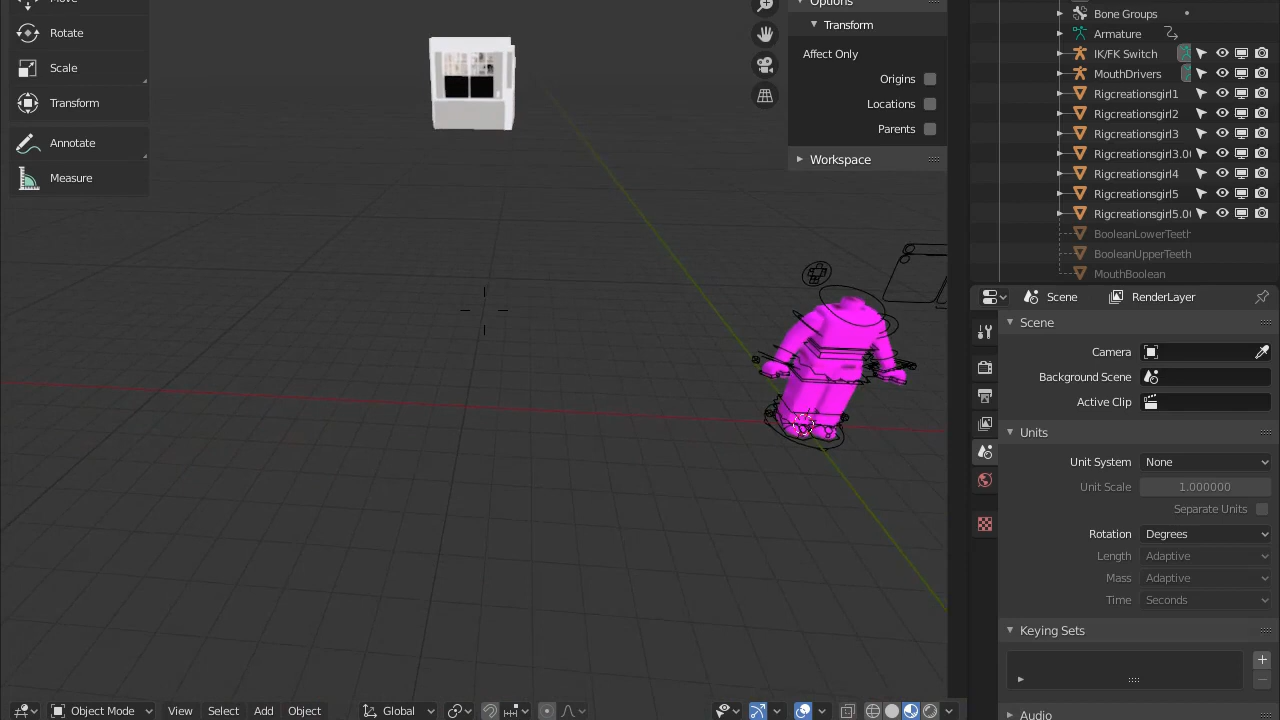 Move
Rotate
Scale
Transform
Annotate
Measure
Options
Transform
Affect Only
Origins
Locations
Parents
Workspace
Bone Groups
Armature
IK/FK Switch
MouthDrivers
Rigcreationsgirl1
Rigcreationsgirl2
Rigcreationsgirl3
Rigcreationsgirl3.0
Rigcreationsgirl4
Rigcreationsgirl5
Rigcreationsgirl5.0
BooleanLowerTeeth
BooleanUpperTeeth
MouthBoolean
Scene
RenderLayer
Scene
Camera
Background Scene
Active Clip
Units
Unit System None
Unit Scale 1.000000
Separate Units
Rotation Degrees
Length Adaptive
Mass Adaptive
Time Seconds
Keying Sets
Audio
Object Mode View Select Add Object Global